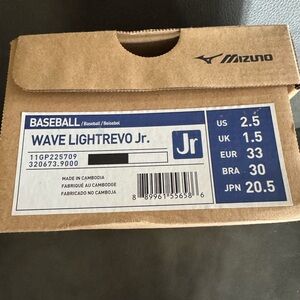 MIZUNO
BASEBALL / Baseball / Beisebol
WAVE LIGHTREVO Jr.
Jr
11GP225709
320673.9000
MADE IN CAMBODIA
FABRIQUÉ AU CAMBODGE
FABRICADO NO CAMBOJA
8 89961 55658 6
US 2.5
UK 1.5
EUR 33
BRA 30
JPN 20.5